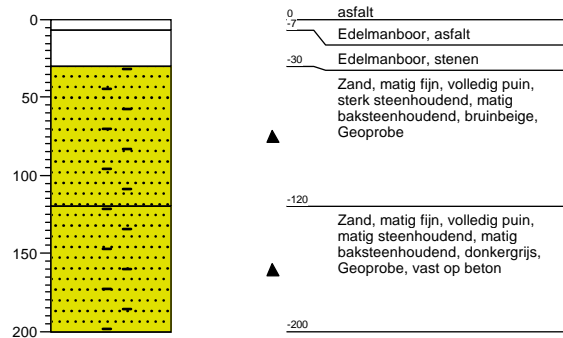 0
50
100
150
200
0
asfalt
-7
Edelmanboor, asfalt
-30
Edelmanboor, stenen
Zand, matig fijn, volledig puin,
sterk steenhoudend, matig
baksteenhoudend, bruinbeige,
Geoprobe
-120
Zand, matig fijn, volledig puin,
matig steenhoudend, matig
baksteenhoudend, donkergrijs,
Geoprobe, vast op beton
-200